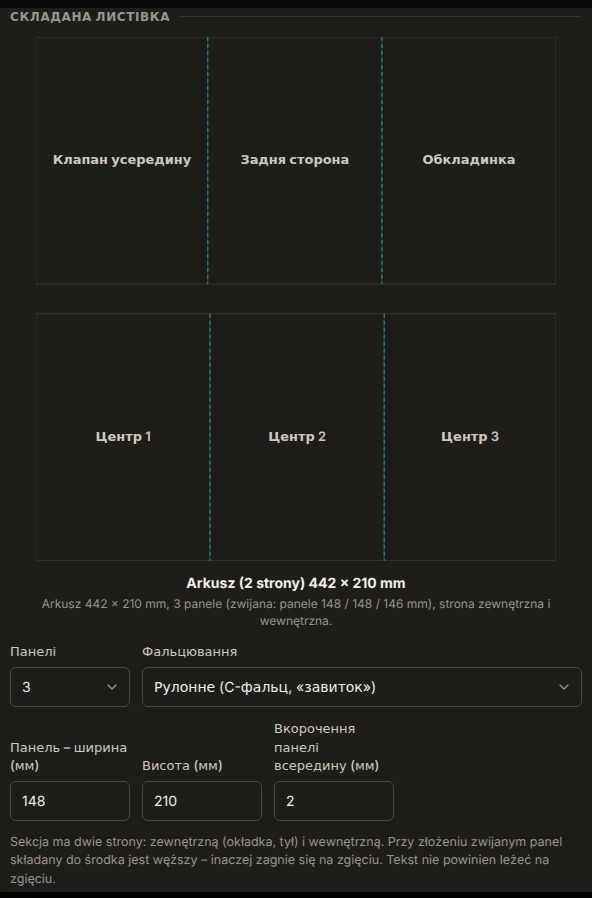 СКЛАДАНА ЛИСТІВКА
Клапан усередину
Задня сторона
Обкладинка
Центр 1
Центр 2
Центр 3
Arkusz (2 strony) 442 × 210 mm
Arkusz 442 × 210 mm, 3 panele (zwijana: panele 148 / 148 / 146 mm), strona zewnętrzna i
wewnętrzna.
Панелі
Фальцювання
3
Рулонне (C-фальц, «завиток»)
Панель – ширина
(мм)
Висота (мм)
Вкорочення
панелі
всередину (мм)
148
210
2
Sekcja ma dwie strony: zewnętrzną (okładka, tył) i wewnętrzną. Przy złożeniu zwijanym panel
składany do środka jest węższy – inaczej zagnie się na zgięciu. Tekst nie powinien leżeć na
zgięciu.